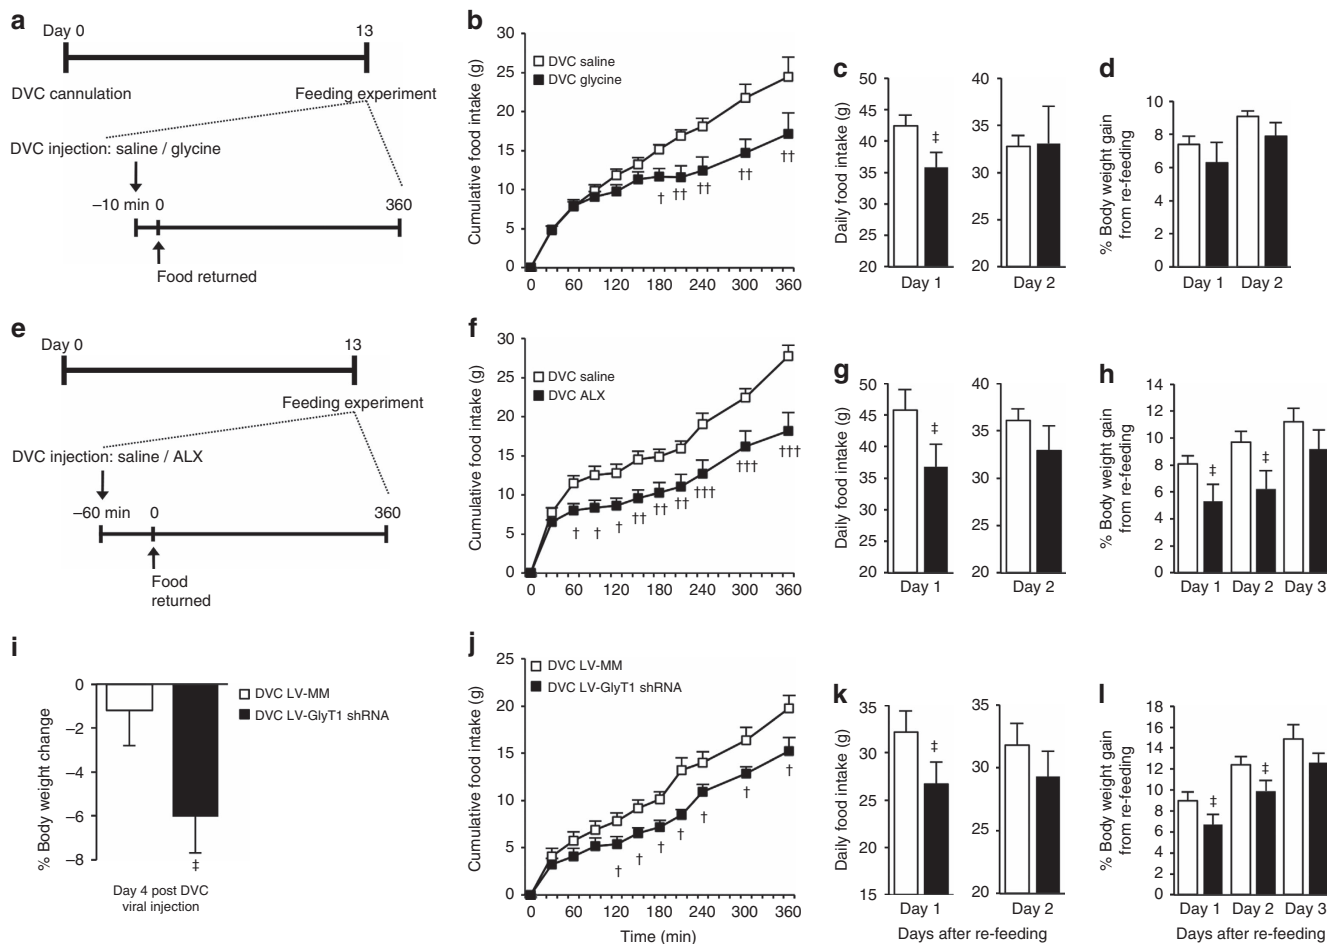 a
Day 0
13
DVC cannulation
Feeding experiment
DVC injection: saline / glycine
–10 min 0
360
Food returned
b
Cumulative food intake (g)
30
25
20
15
10
5
0
DVC saline
DVC glycine
†
††
††
††
††
0
60
120
180
240
300
360
c
Daily food intake (g)
50
45
40
35
30
25
20
‡
Day 1
40
35
30
25
20
Day 2
d
% Body weight gain
from re-feeding
10
8
6
4
2
0
Day 1
Day 2
e
Day 0
13
Feeding experiment
DVC injection: saline / ALX
–60 min
0
360
Food
returned
f
Cumulative food intake (g)
30
25
20
15
10
5
0
DVC saline
DVC ALX
†
†
†
††
††
††
†††
†††
†††
0
60
120
180
240
300
360
g
Daily food intake (g)
50
45
40
35
30
25
20
‡
Day 1
40
35
30
25
20
Day 2
h
% Body weight gain
from re-feeding
14
12
10
8
6
4
2
0
‡
‡
Day 1
Day 2
Day 3
i
% Body weight change
0
–2
–4
–6
–8
‡
Day 4 post DVC
viral injection
DVC LV-MM
DVC LV-GlyT1 shRNA
j
Cumulative food intake (g)
25
20
15
10
5
0
DVC LV-MM
DVC LV-GlyT1 shRNA
†
†
†
†
†
†
†
0
60
120
180
240
300
360
Time (min)
k
Daily food intake (g)
35
30
25
20
15
‡
Day 1
35
30
25
20
Day 2
Days after re-feeding
l
% Body weight gain
from re-feeding
18
16
14
12
10
8
6
4
2
0
‡
‡
Day 1
Day 2
Day 3
Days after re-feeding